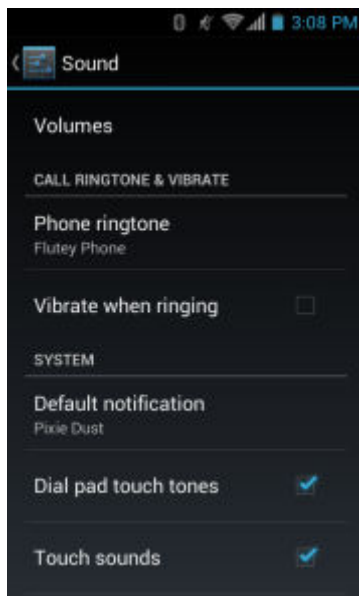 3:08 PM
Sound
Volumes
CALL RINGTONE & VIBRATE
Phone ringtone
Flutey Phone
Vibrate when ringing
SYSTEM
Default notification
Pixie Dust
Dial pad touch tones
Touch sounds